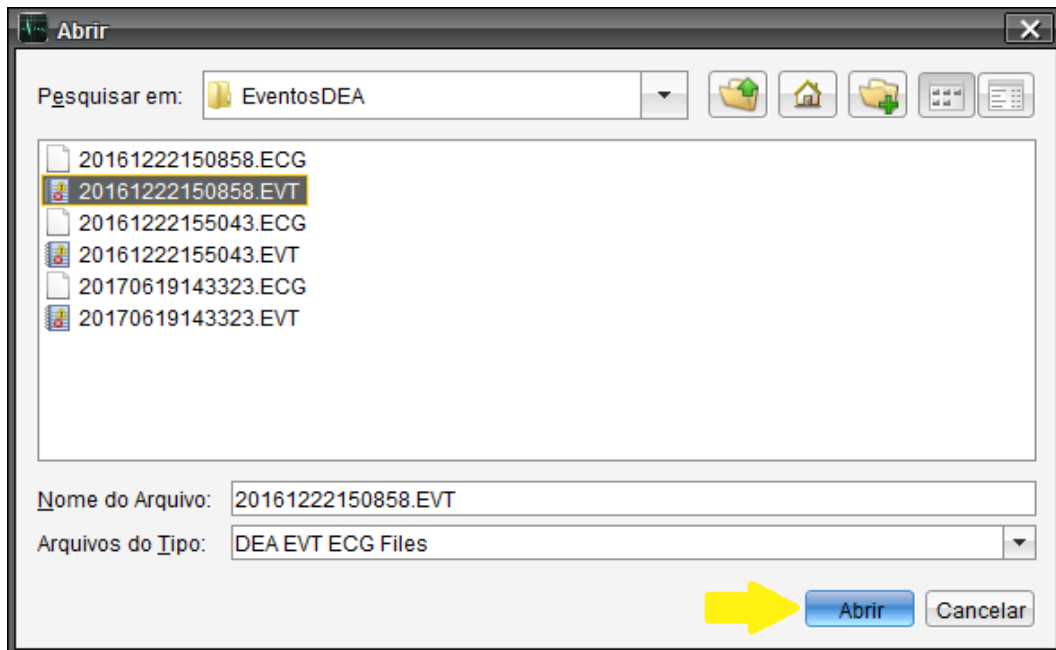 Abrir
Pesquisar em: EventosDEA
20161222150858.ECG
20161222150858.EVT
20161222155043.ECG
20161222155043.EVT
20170619143323.ECG
20170619143323.EVT
Nome do Arquivo: 20161222150858.EVT
Arquivos do Tipo: DEA EVT ECG Files
Abrir Cancelar